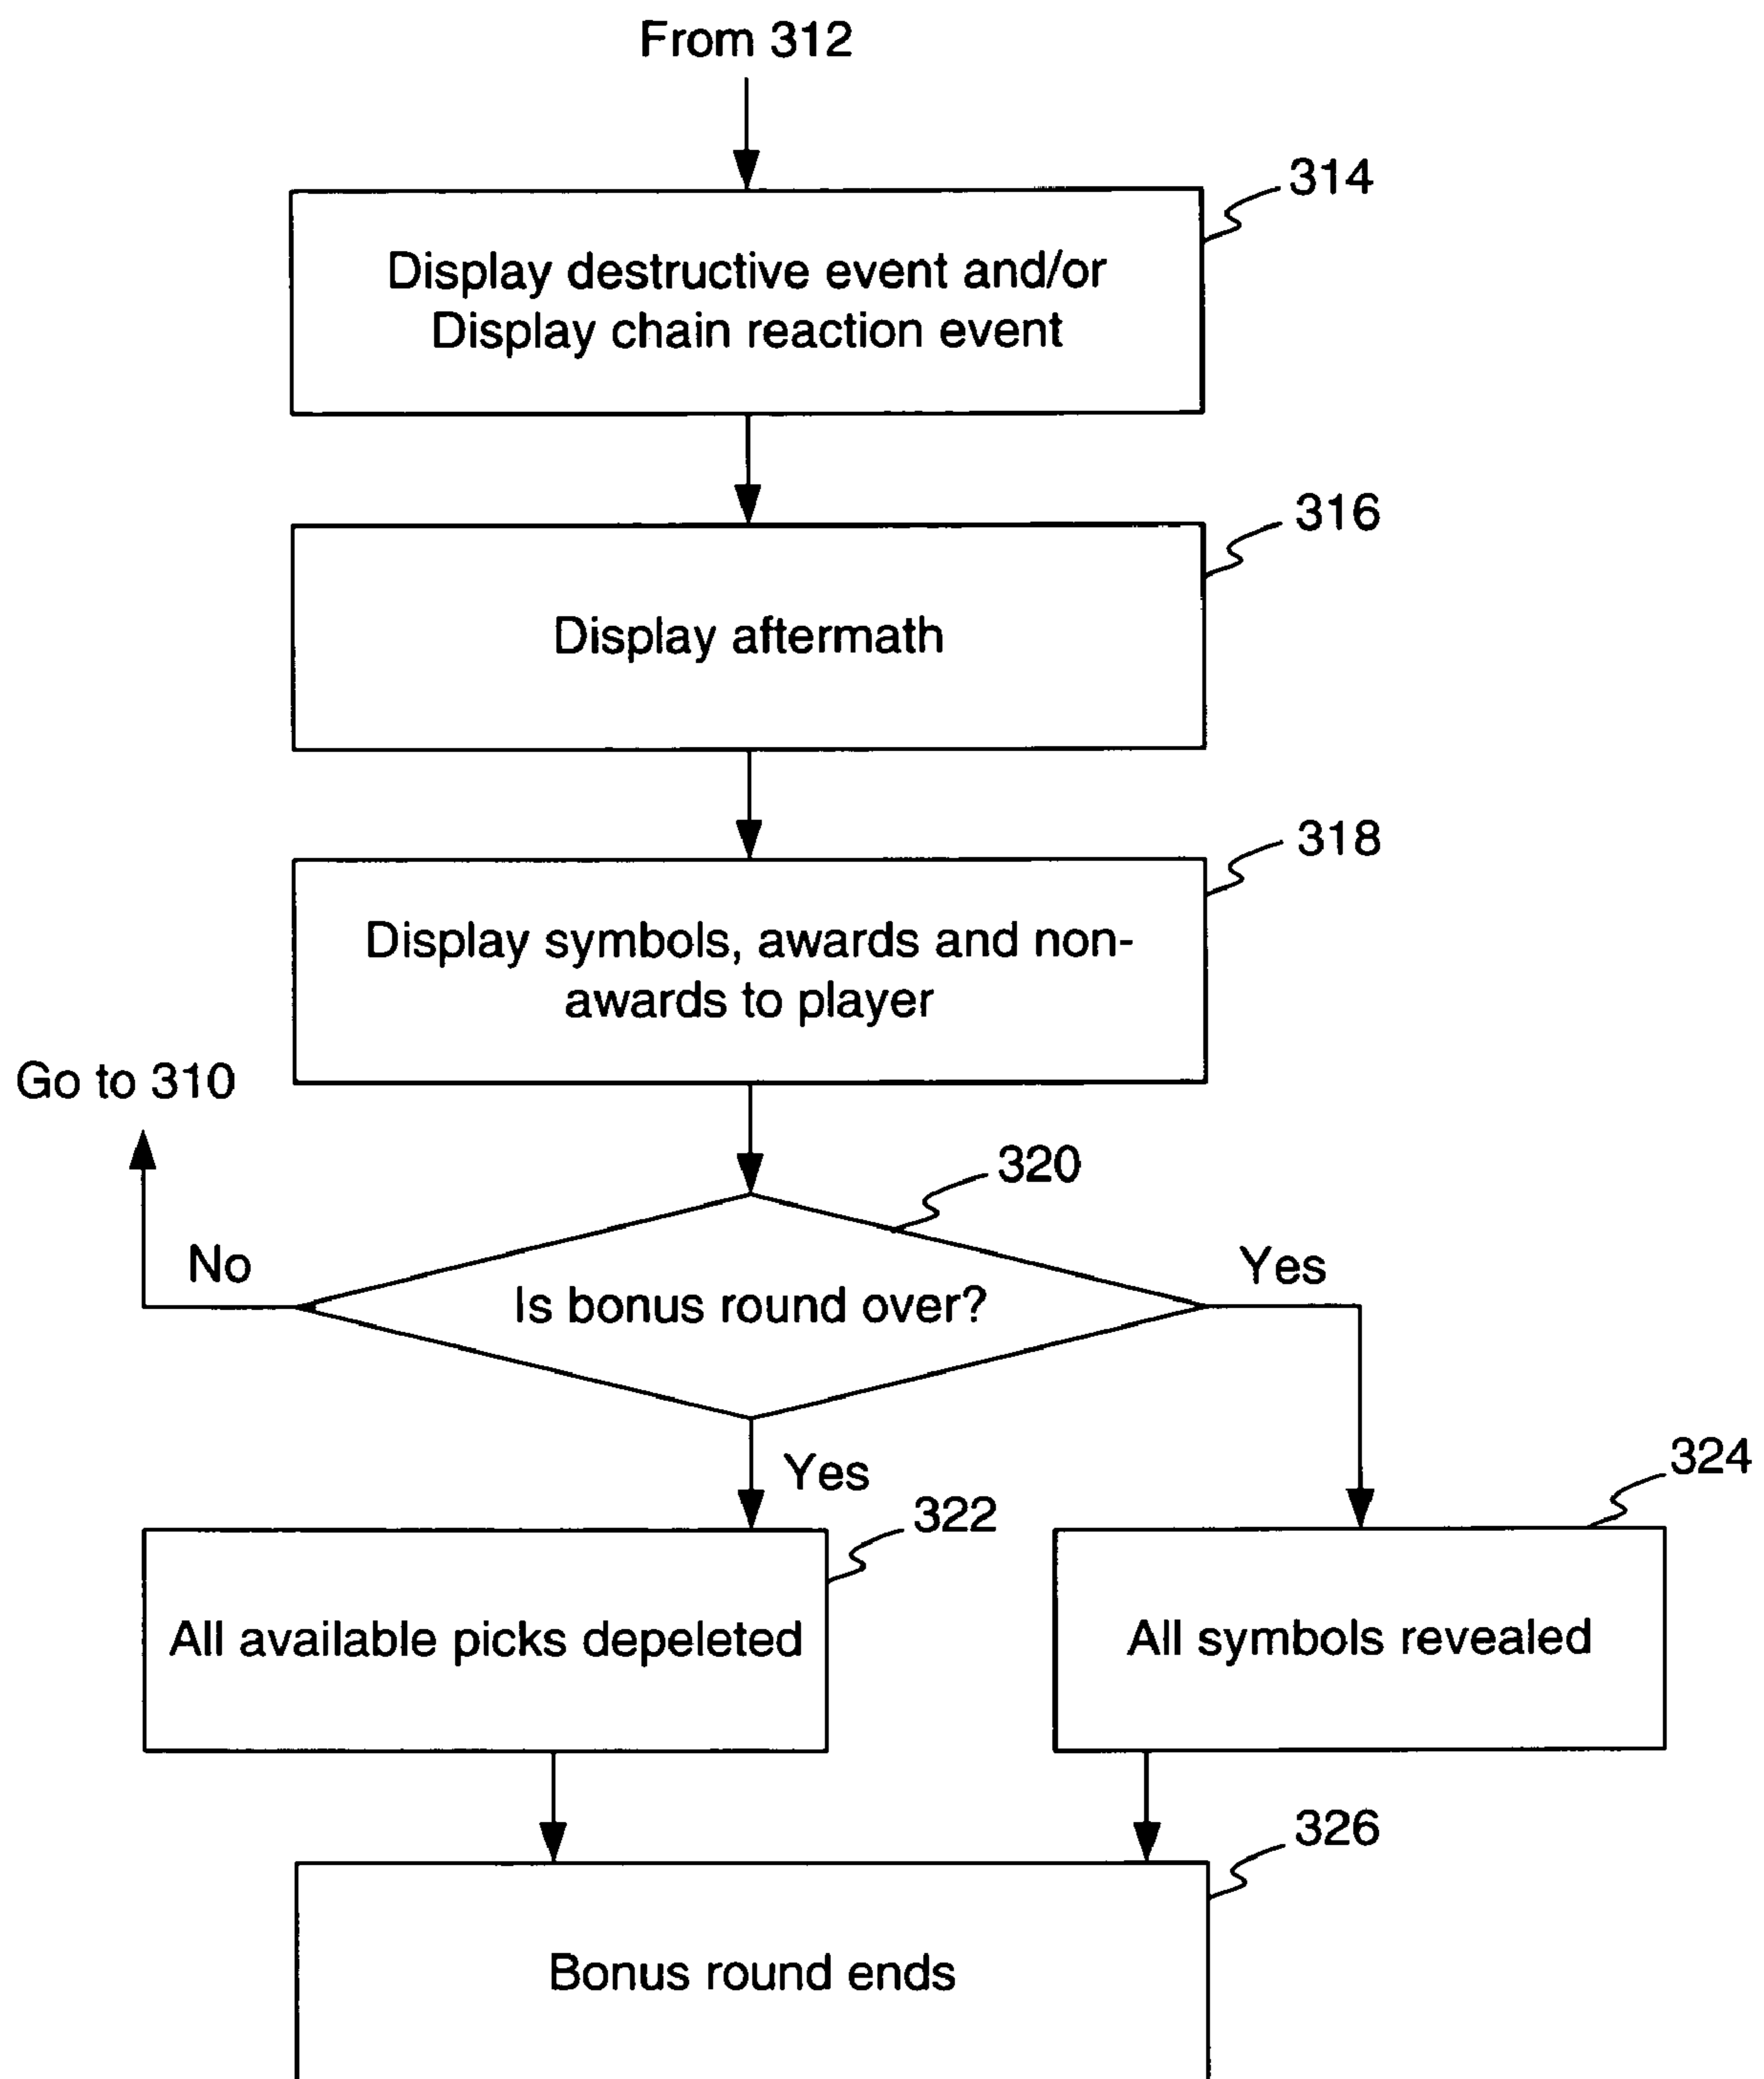 From 312
314
Display destructive event and/or
Display chain reaction event
316
Display aftermath
318
Display symbols, awards and non-
awards to player
Go to 310
320
No
Is bonus round over?
Yes
Yes
322
324
All available picks depeleted
All symbols revealed
326
Bonus round ends